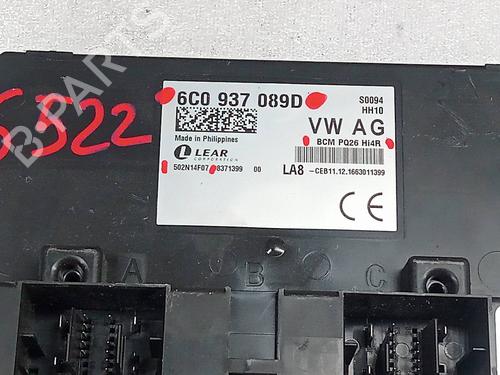 6C0 937 089D
S0094
HH10
VW AG
Made in Philippines
BCM PQ26 Hi4R
LEAR
CORPORATION
502N14F07 8371399 00
LA8 -CEB11.12.1663011399
CE
5B22
A B C
B-PARTS